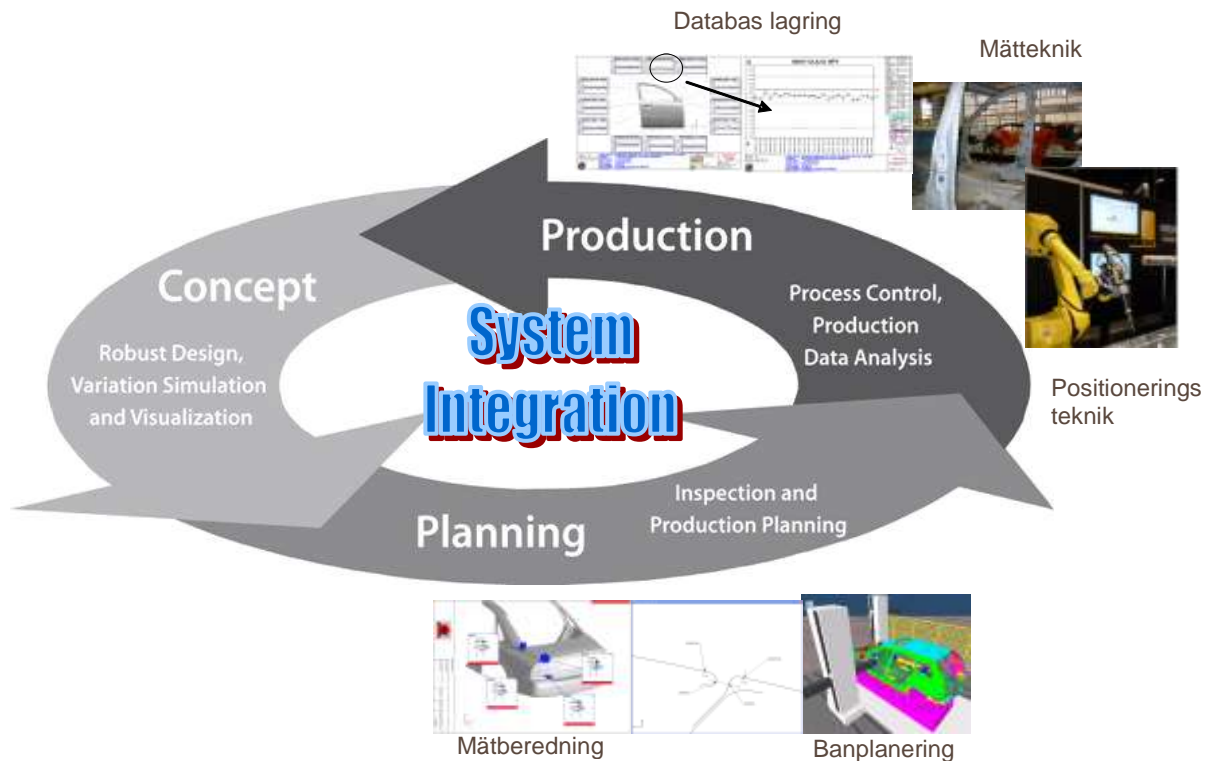 Databas lagring
Mätteknik
Production
Concept
Process Control,
Production
Data Analysis
System
Integration
Robust Design,
Variation Simulation
and Visualization
Positionerings
teknik
Inspection and
Production Planning
Planning
Mätberedning
Banplanering